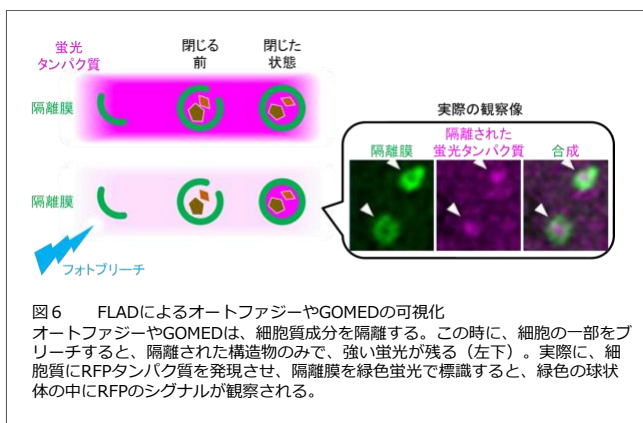 蛍光
タンパク質
閉じる
前
閉じた
状態
隔離膜
隔離膜
フォトブリーチ
実際の観察像
隔離膜
隔離された
蛍光タンパク質
合成
図6 FLADによるオートファジーやGOMEDの可視化
オートファジーやGOMEDは、細胞質成分を隔離する。この時に、細胞の一部をブ
リーチすると、隔離された構造物のみで、強い蛍光が残る（左下）。実際に、細
胞質にRFPタンパク質を発現させ、隔離膜を緑色蛍光で標識すると、緑色の球状
体の中にRFPのシグナルが観察される。